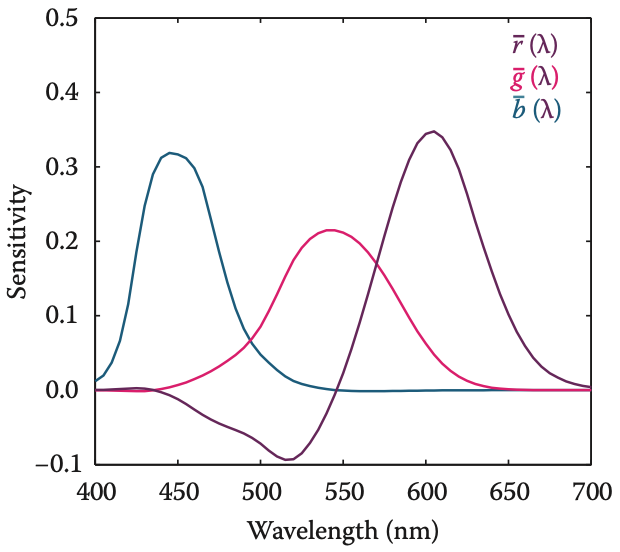 0.5
r̄ (λ)
ḡ (λ)
b̄ (λ)
0.4
0.3
0.2
0.1
0.0
−0.1
Sensitivity
400 450 500 550 600 650 700
Wavelength (nm)